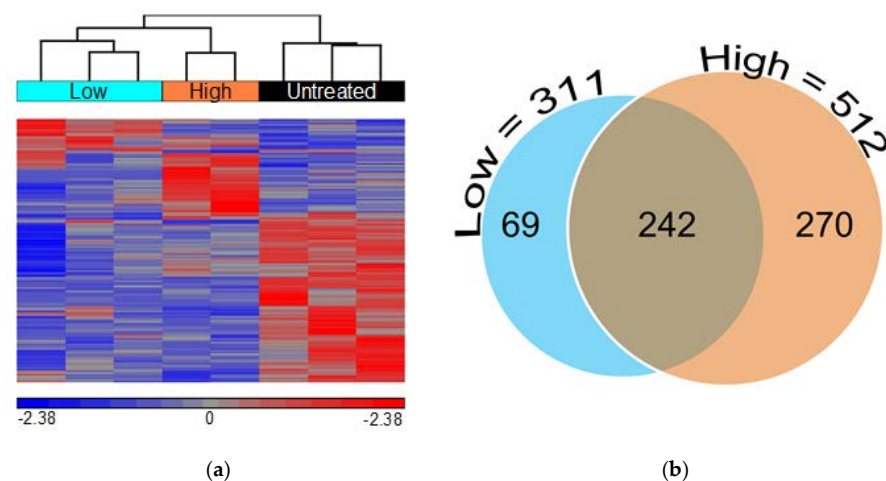 Low High Untreated
-2.38 0 -2.38
(a)
Low = 311
High = 512
69 242 270
(b)